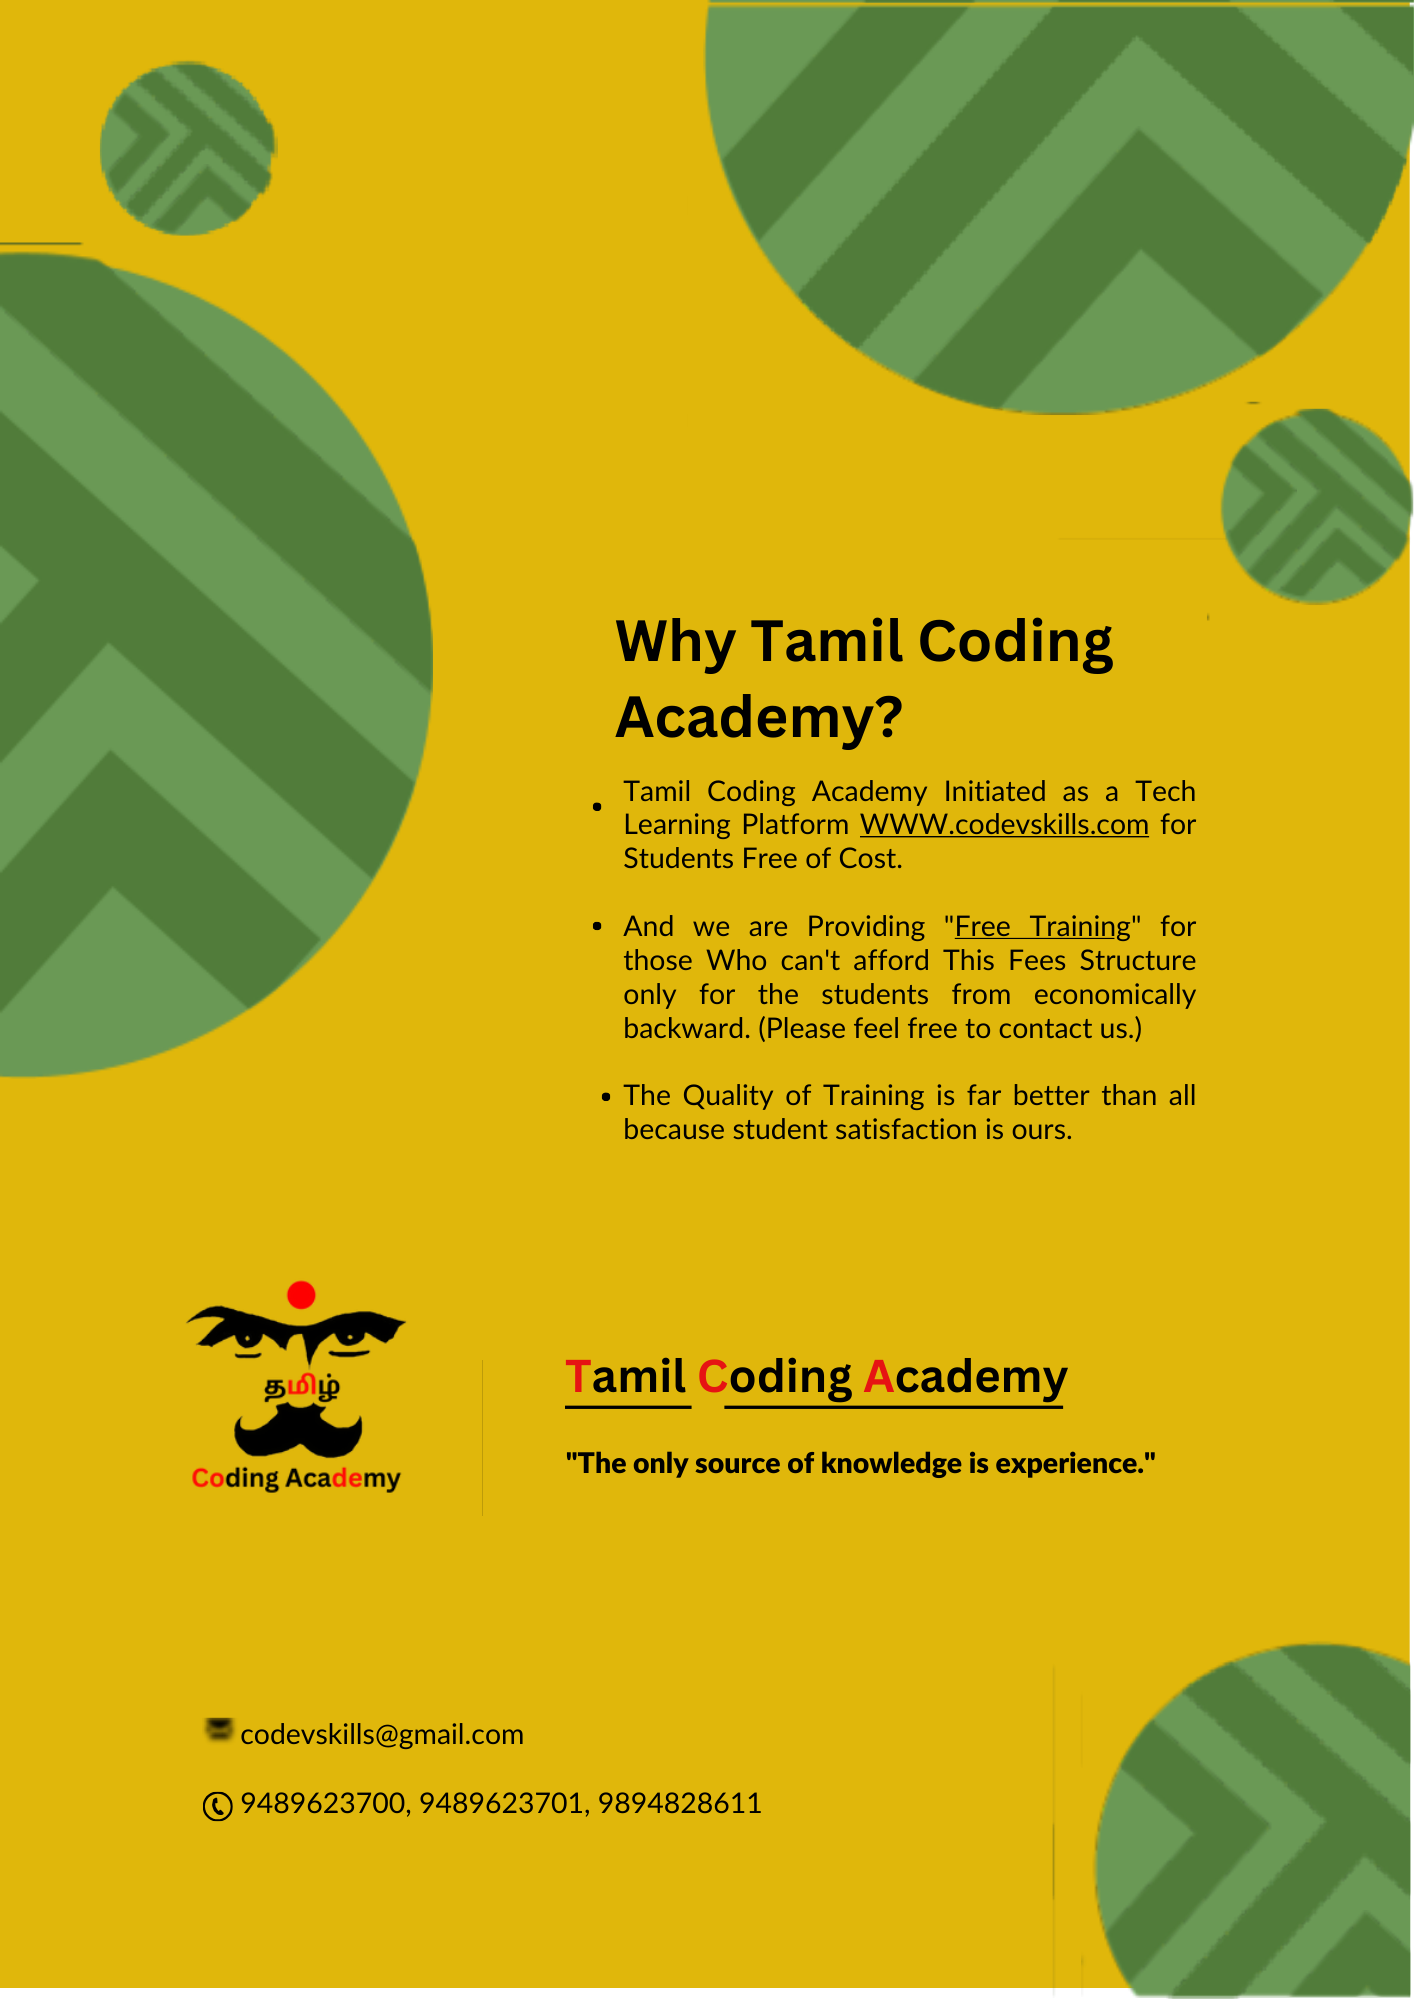 Why Tamil Coding
Academy?
• Tamil Coding Academy Initiated as a Tech
Learning Platform WWW.codevskills.com for
Students Free of Cost.
• And we are Providing "Free Training" for
those Who can't afford This Fees Structure
only for the students from economically
backward. (Please feel free to contact us.)
• The Quality of Training is far better than all
because student satisfaction is ours.
தமிழ்
Coding Academy
Tamil Coding Academy
"The only source of knowledge is experience."
codevskills@gmail.com
9489623700, 9489623701, 9894828611